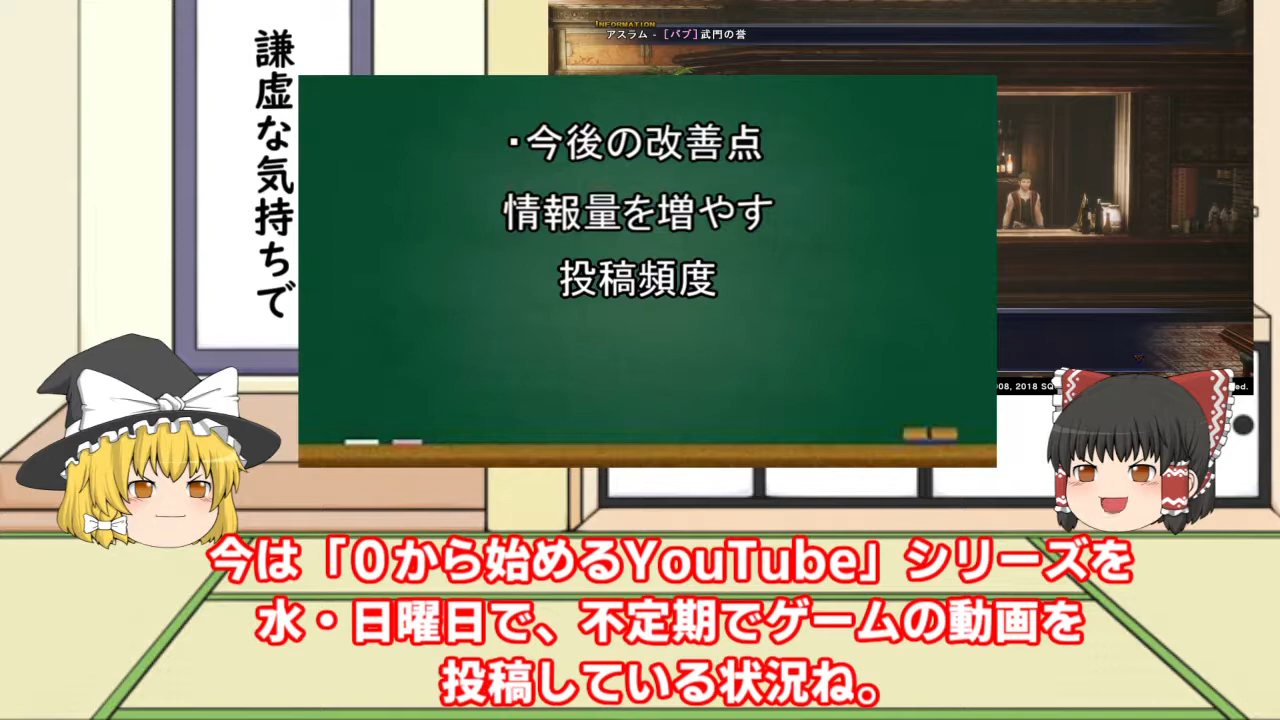 謙虚な気持ちで
INFORMATION
アスラム - [パブ]武門の誉
・今後の改善点
情報量を増やす
投稿頻度
今は「0から始めるYouTube」シリーズを
水・日曜日で、不定期でゲームの動画を
投稿している状況ね。